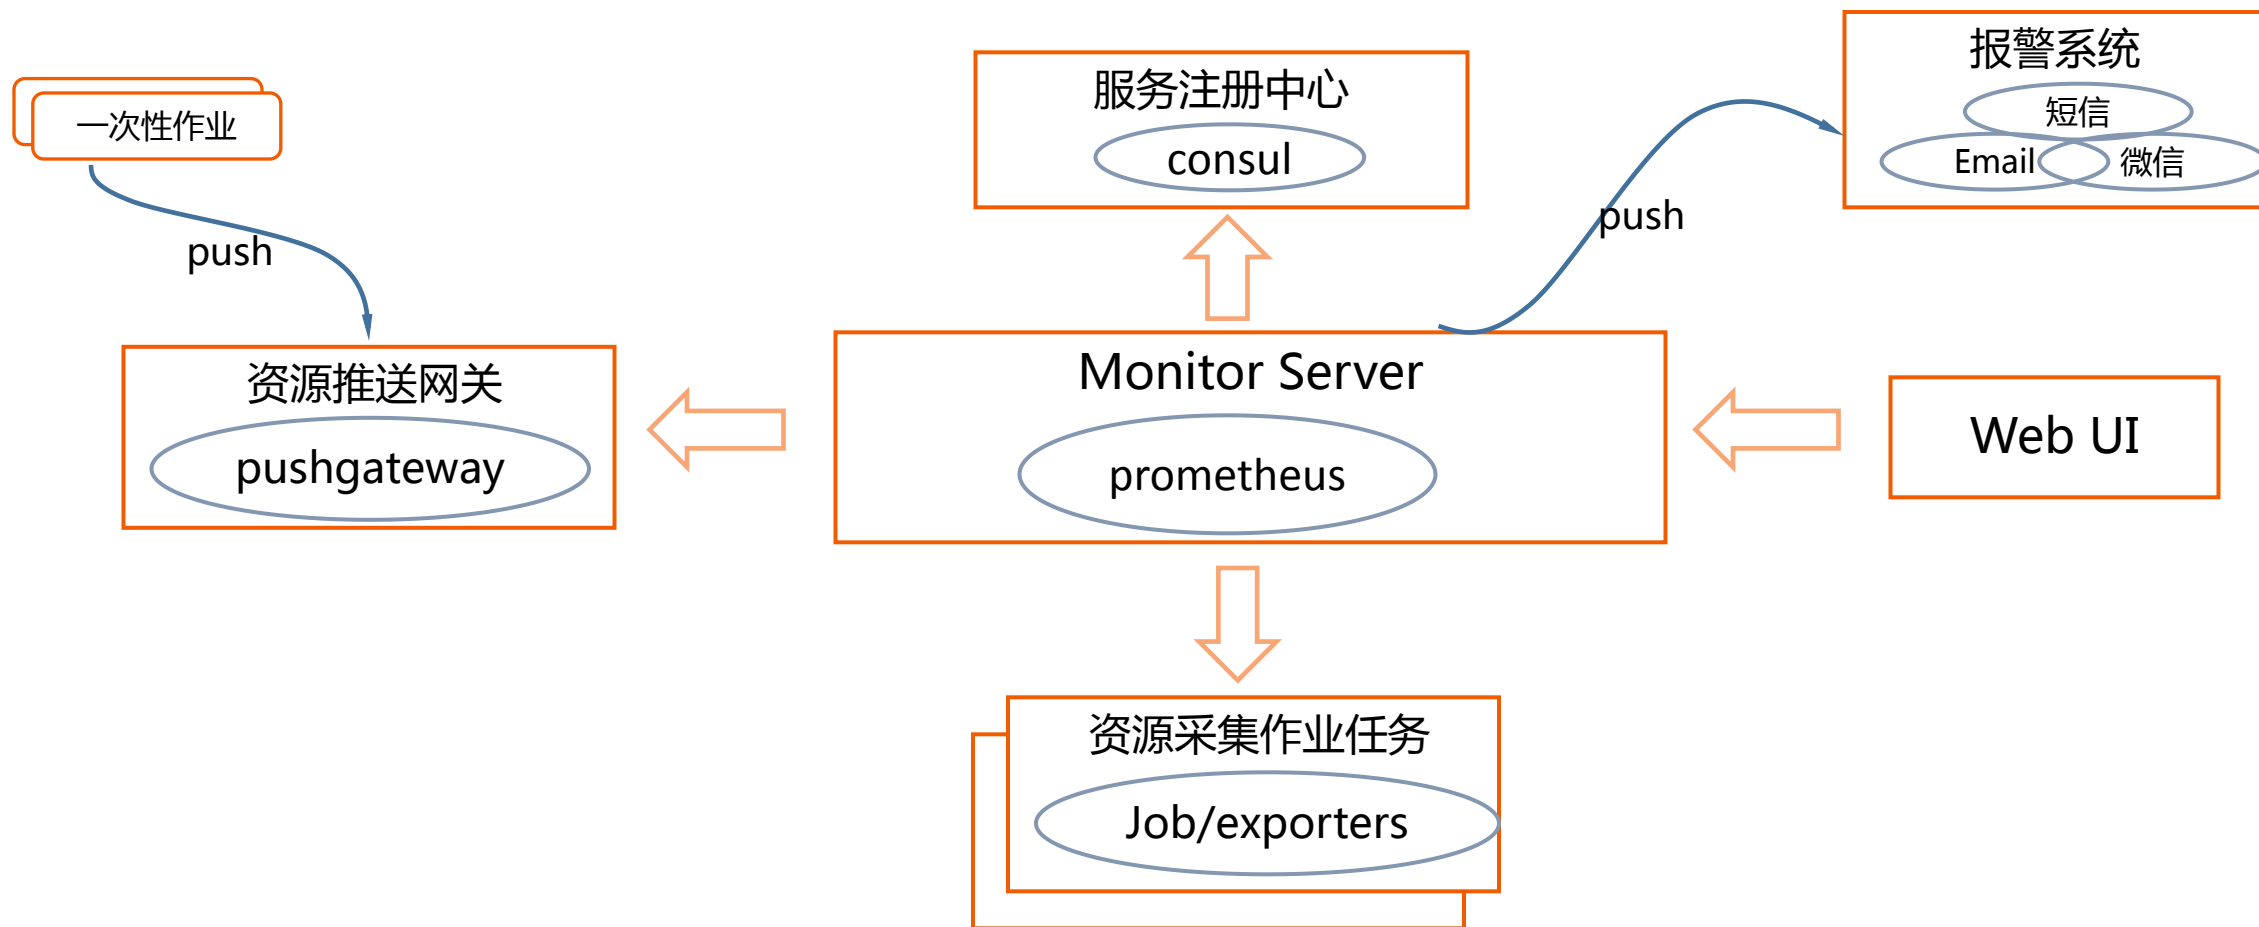 报警系统
短信
Email
微信
服务注册中心
consul
一次性作业
push
push
Monitor Server
prometheus
资源推送网关
pushgateway
Web UI
资源采集作业任务
Job/exporters